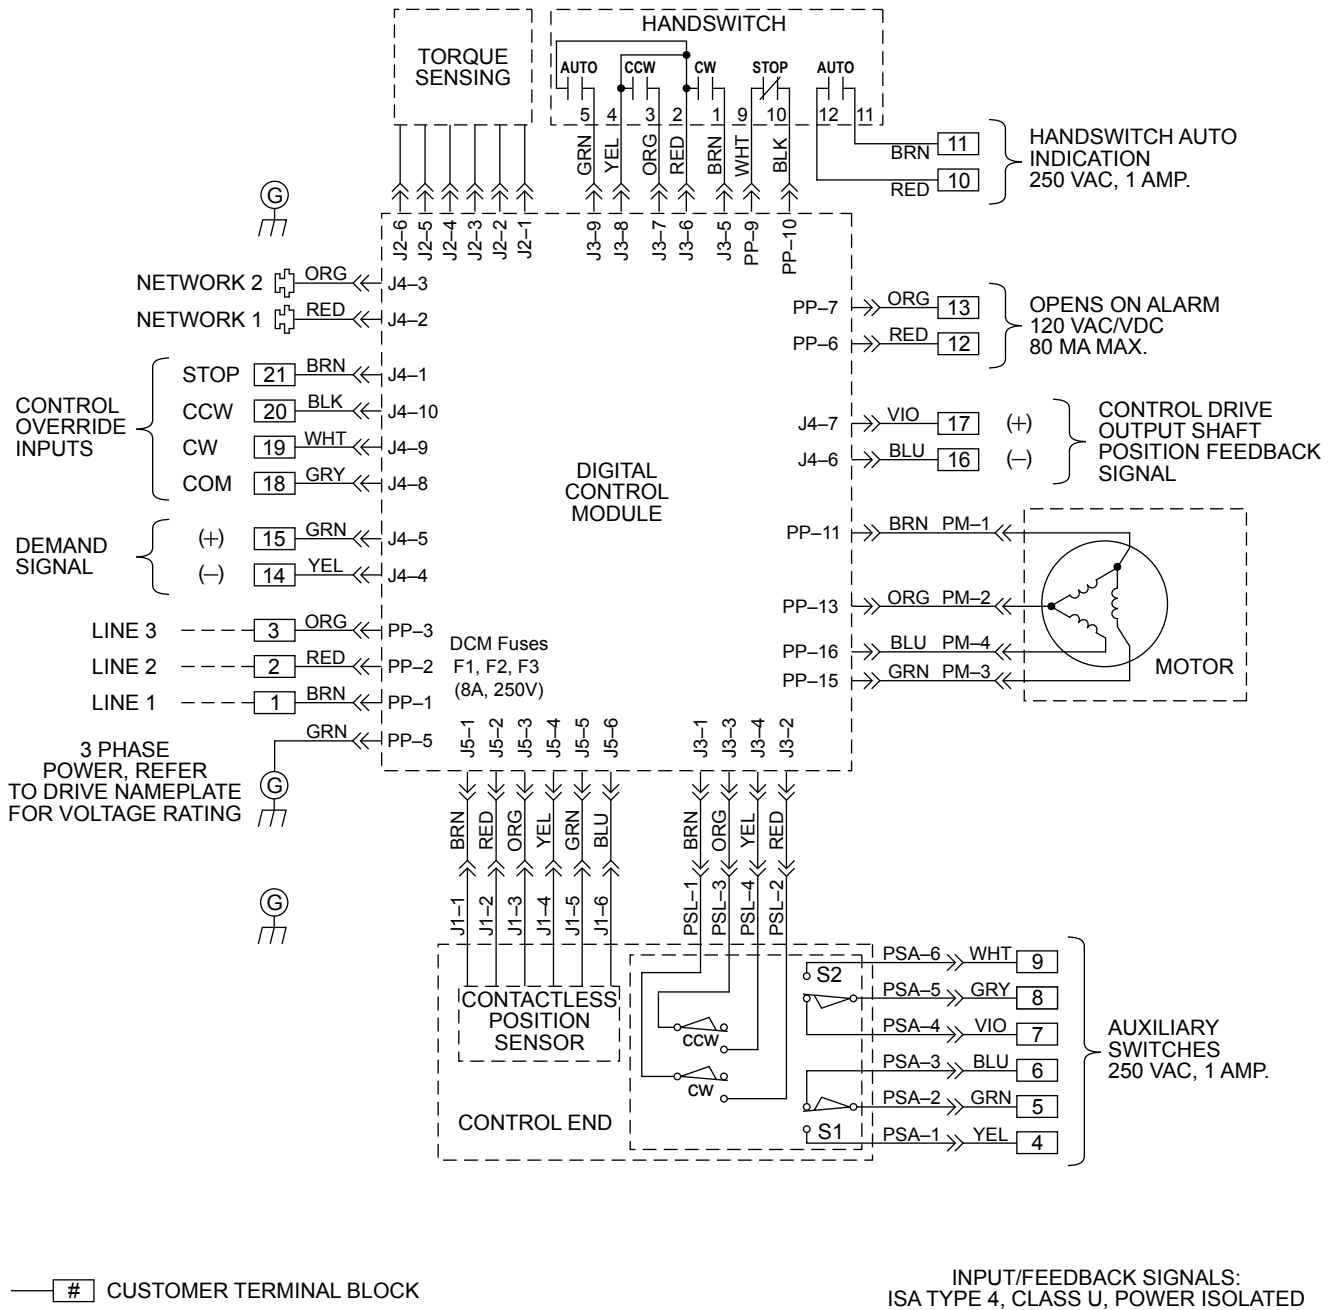 TORQUE
SENSING
HANDSWITCH
AUTO
CCW
CW
STOP
AUTO
5
4
3
2
1
9
10
12
11
GRN
YEL
ORG
RED
BRN
WHT
BLK
BRN
11
RED
10
HANDSWITCH AUTO
INDICATION
250 VAC, 1 AMP.
G
J2–6
J2–5
J2–4
J2–3
J2–2
J2–1
J3–9
J3–8
J3–7
J3–6
J3–5
PP–9
PP–10
NETWORK 2
ORG
J4–3
NETWORK 1
RED
J4–2
CONTROL
OVERRIDE
INPUTS
STOP
21
BRN
J4–1
CCW
20
BLK
J4–10
CW
19
WHT
J4–9
COM
18
GRY
J4–8
DEMAND
SIGNAL
(+)
15
GRN
J4–5
(–)
14
YEL
J4–4
LINE 3
3
ORG
PP–3
LINE 2
2
RED
PP–2
LINE 1
1
BRN
PP–1
GRN
PP–5
3 PHASE
POWER, REFER
TO DRIVE NAMEPLATE
FOR VOLTAGE RATING
G
G
DIGITAL
CONTROL
MODULE
DCM Fuses
F1, F2, F3
(8A, 250V)
PP–7
ORG
13
PP–6
RED
12
OPENS ON ALARM
120 VAC/VDC
80 MA MAX.
J4–7
VIO
17
(+)
J4–6
BLU
16
(–)
CONTROL DRIVE
OUTPUT SHAFT
POSITION FEEDBACK
SIGNAL
PP–11
BRN
PM–1
PP–13
ORG
PM–2
PP–16
BLU
PM–4
PP–15
GRN
PM–3
MOTOR
J5–1
J5–2
J5–3
J5–4
J5–5
J5–6
J3–1
J3–3
J3–4
J3–2
BRN
RED
ORG
YEL
GRN
BLU
BRN
ORG
YEL
RED
J1–1
J1–2
J1–3
J1–4
J1–5
J1–6
PSL–1
PSL–3
PSL–4
PSL–2
CONTACTLESS
POSITION
SENSOR
CONTROL END
CCW
CW
S2
S1
PSA–6
WHT
9
PSA–5
GRY
8
PSA–4
VIO
7
PSA–3
BLU
6
PSA–2
GRN
5
PSA–1
YEL
4
AUXILIARY
SWITCHES
250 VAC, 1 AMP.
# CUSTOMER TERMINAL BLOCK
INPUT/FEEDBACK SIGNALS:
ISA TYPE 4, CLASS U, POWER ISOLATED